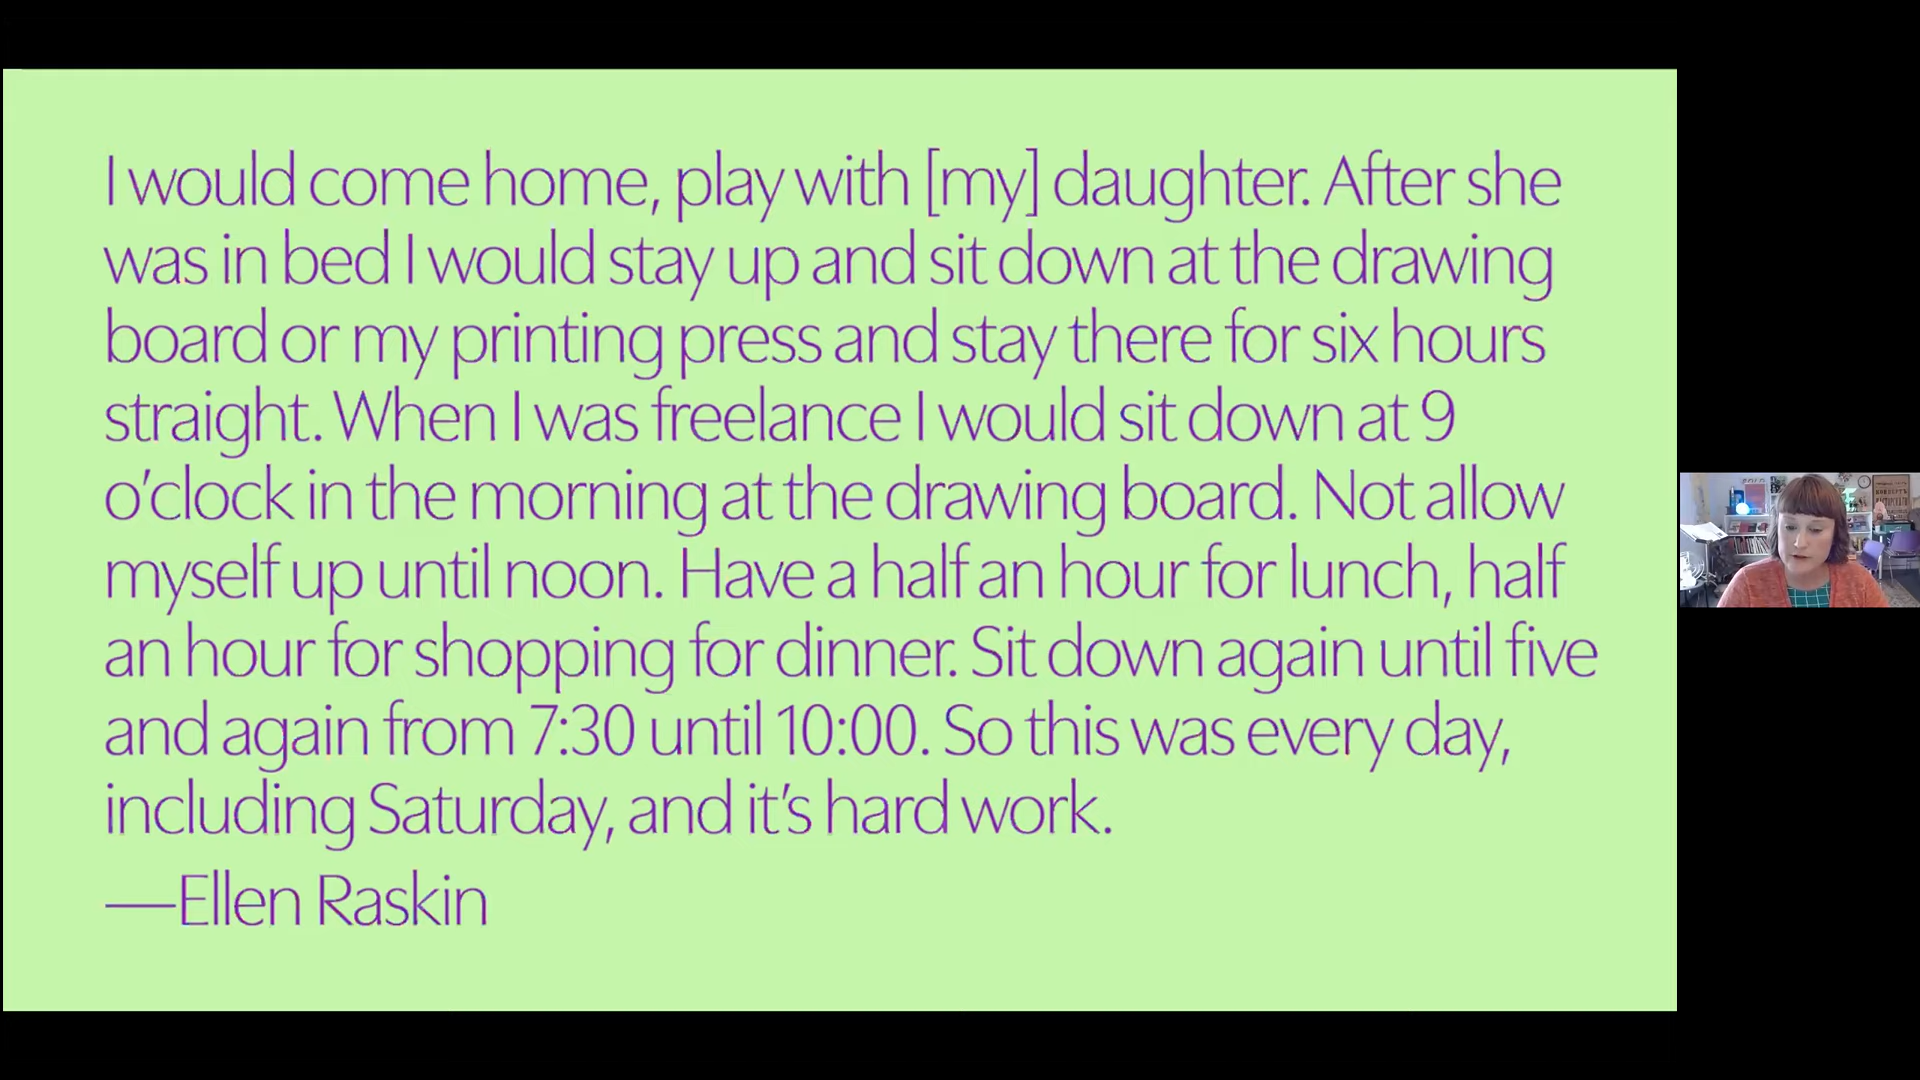 I would come home, play with [my] daughter. After she
was in bed I would stay up and sit down at the drawing
board or my printing press and stay there for six hours
straight. When I was freelance I would sit down at 9
o’clock in the morning at the drawing board. Not allow
myself up until noon. Have a half an hour for lunch, half
an hour for shopping for dinner. Sit down again until five
and again from 7:30 until 10:00. So this was every day,
including Saturday, and it’s hard work.
—Ellen Raskin